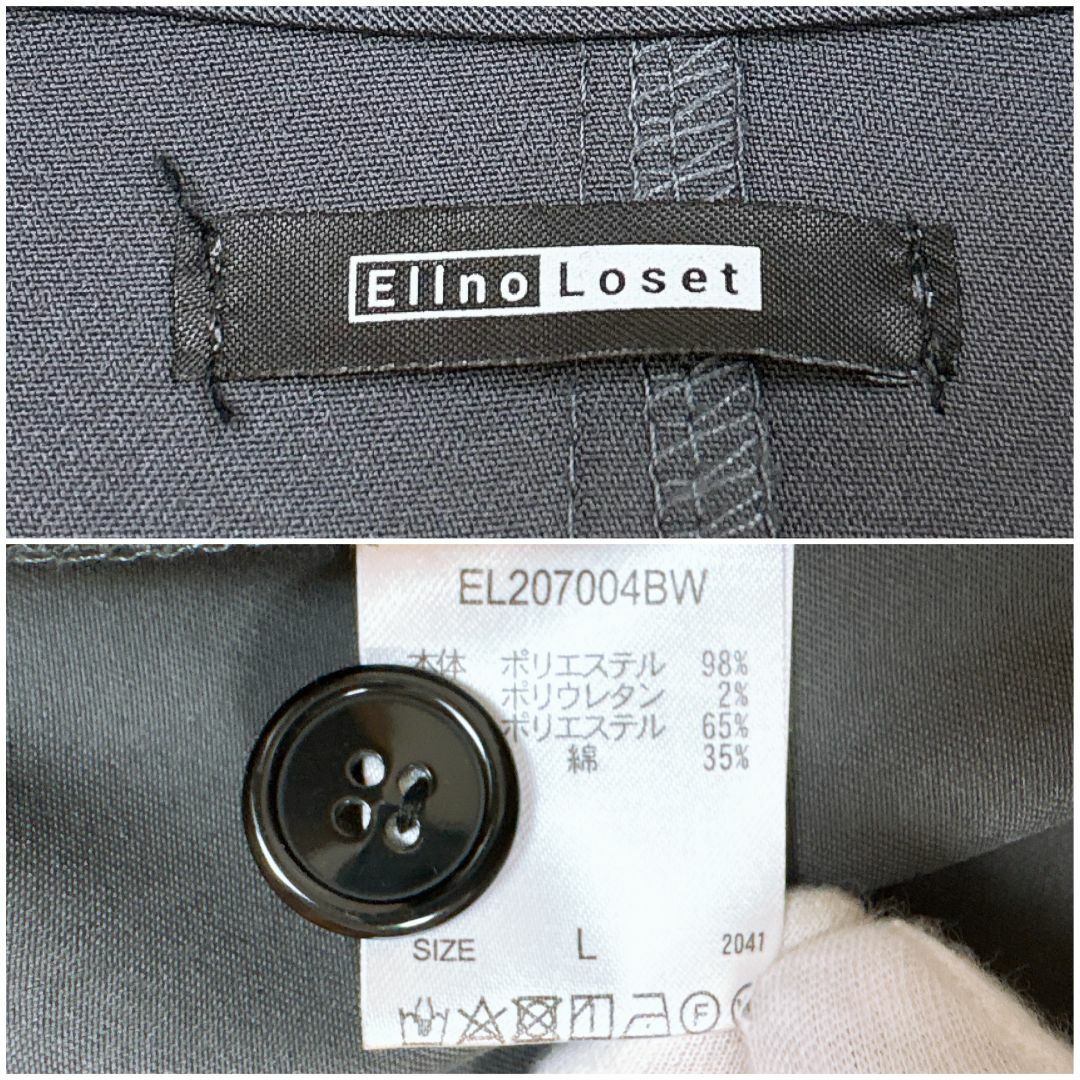 Ellno Loset
EL207004BW
本体 ポリエステル 98%
ポリウレタン 2%
ポリエステル 65%
綿 35%
SIZE L 2041
F